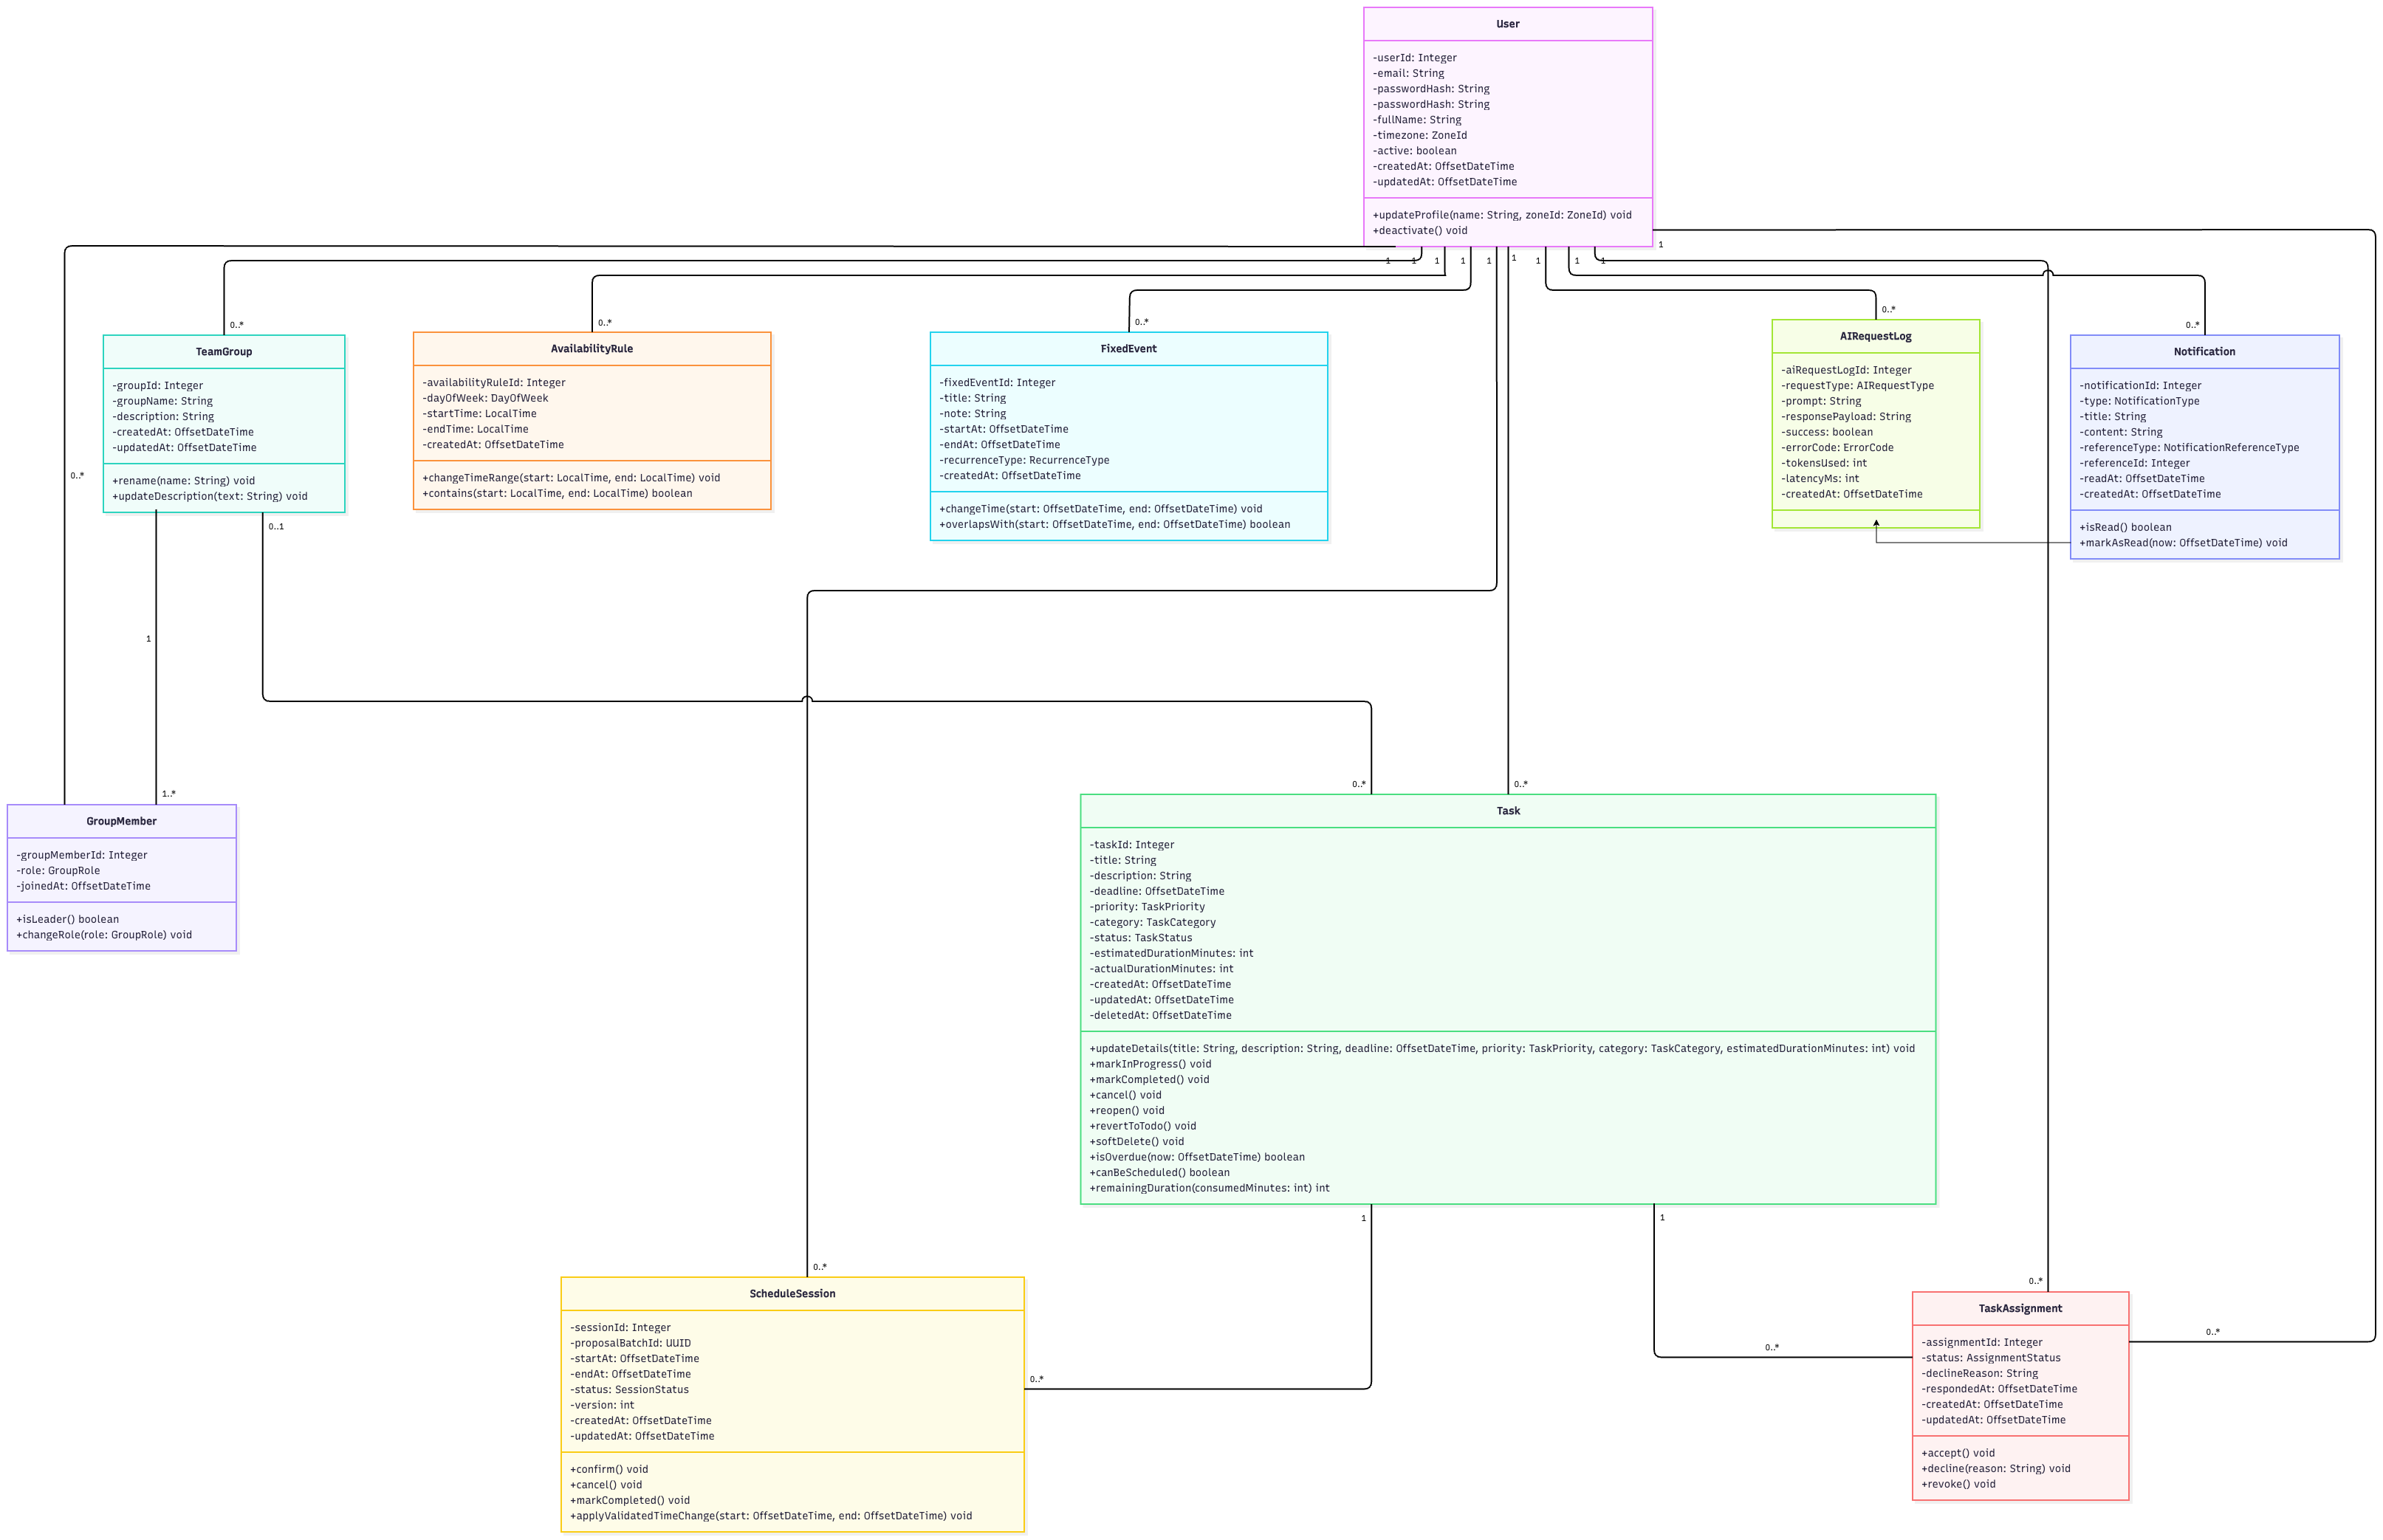 User
-userId: Integer
-email: String
-passwordHash: String
-passwordHash: String
-fullName: String
-timezone: ZoneId
-active: boolean
-createdAt: OffsetDateTime
-updatedAt: OffsetDateTime
+updateProfile(name: String, zoneId: ZoneId) void
+deactivate() void
1
1
1
1
1
1
1
1
1
1
0..*
0..*
0..*
0..*
0..*
TeamGroup
-groupId: Integer
-groupName: String
-description: String
-createdAt: OffsetDateTime
-updatedAt: OffsetDateTime
+rename(name: String) void
+updateDescription(text: String) void
AvailabilityRule
-availabilityRuleId: Integer
-dayOfWeek: DayOfWeek
-startTime: LocalTime
-endTime: LocalTime
-createdAt: OffsetDateTime
+changeTimeRange(start: LocalTime, end: LocalTime) void
+contains(start: LocalTime, end: LocalTime) boolean
FixedEvent
-fixedEventId: Integer
-title: String
-note: String
-startAt: OffsetDateTime
-endAt: OffsetDateTime
-recurrenceType: RecurrenceType
-createdAt: OffsetDateTime
+changeTime(start: OffsetDateTime, end: OffsetDateTime) void
+overlapsWith(start: OffsetDateTime, end: OffsetDateTime) boolean
AIRequestLog
-aiRequestLogId: Integer
-requestType: AIRequestType
-prompt: String
-responsePayload: String
-success: boolean
-errorCode: ErrorCode
-tokensUsed: int
-latencyMs: int
-createdAt: OffsetDateTime
Notification
-notificationId: Integer
-type: NotificationType
-title: String
-content: String
-referenceType: NotificationReferenceType
-referenceId: Integer
-readAt: OffsetDateTime
-createdAt: OffsetDateTime
+isRead() boolean
+markAsRead(now: OffsetDateTime) void
0..*
0..1
1
1..*
0..*
0..*
GroupMember
-groupMemberId: Integer
-role: GroupRole
-joinedAt: OffsetDateTime
+isLeader() boolean
+changeRole(role: GroupRole) void
Task
-taskId: Integer
-title: String
-description: String
-deadline: OffsetDateTime
-priority: TaskPriority
-category: TaskCategory
-status: TaskStatus
-estimatedDurationMinutes: int
-actualDurationMinutes: int
-createdAt: OffsetDateTime
-updatedAt: OffsetDateTime
-deletedAt: OffsetDateTime
+updateDetails(title: String, description: String, deadline: OffsetDateTime, priority: TaskPriority, category: TaskCategory, estimatedDurationMinutes: int) void
+markInProgress() void
+markCompleted() void
+cancel() void
+reopen() void
+revertToTodo() void
+softDelete() void
+isOverdue(now: OffsetDateTime) boolean
+canBeScheduled() boolean
+remainingDuration(consumedMinutes: int) int
1
1
0..*
0..*
0..*
0..*
0..*
ScheduleSession
-sessionId: Integer
-proposalBatchId: UUID
-startAt: OffsetDateTime
-endAt: OffsetDateTime
-status: SessionStatus
-version: int
-createdAt: OffsetDateTime
-updatedAt: OffsetDateTime
+confirm() void
+cancel() void
+markCompleted() void
+applyValidatedTimeChange(start: OffsetDateTime, end: OffsetDateTime) void
TaskAssignment
-assignmentId: Integer
-status: AssignmentStatus
-declineReason: String
-respondedAt: OffsetDateTime
-createdAt: OffsetDateTime
-updatedAt: OffsetDateTime
+accept() void
+decline(reason: String) void
+revoke() void